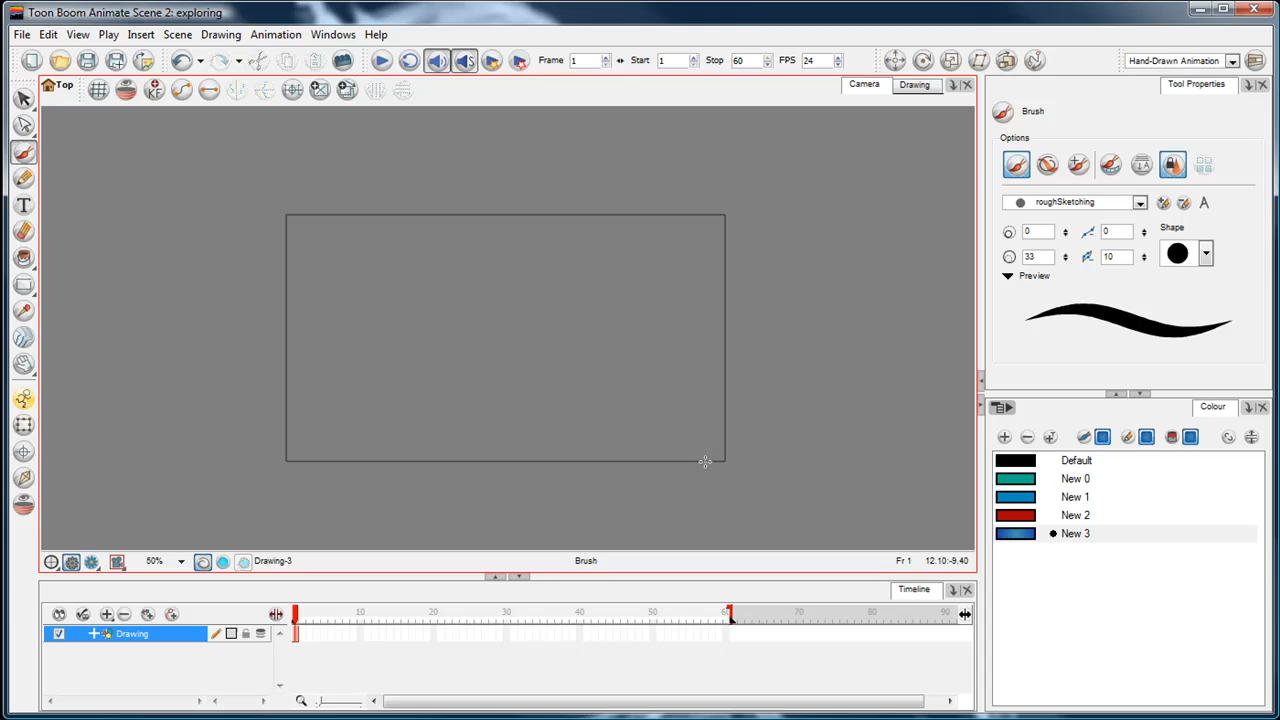 Toon Boom Animate Scene 2: exploring
File Edit View Play Insert Scene Drawing Animation Windows Help
Frame 1 Start 1 Stop 60 FPS 24 Hand-Drawn Animation
Top Camera Drawing
Tool Properties
Brush
Options
roughSketching A
0 0 Shape
33 10
Preview
Colour
Default
New 0
New 1
New 2
New 3
50% Drawing-3 Brush Fr 1 12.10:-9.40
Timeline
10 20 30 40 50 60 70 80 90
Drawing